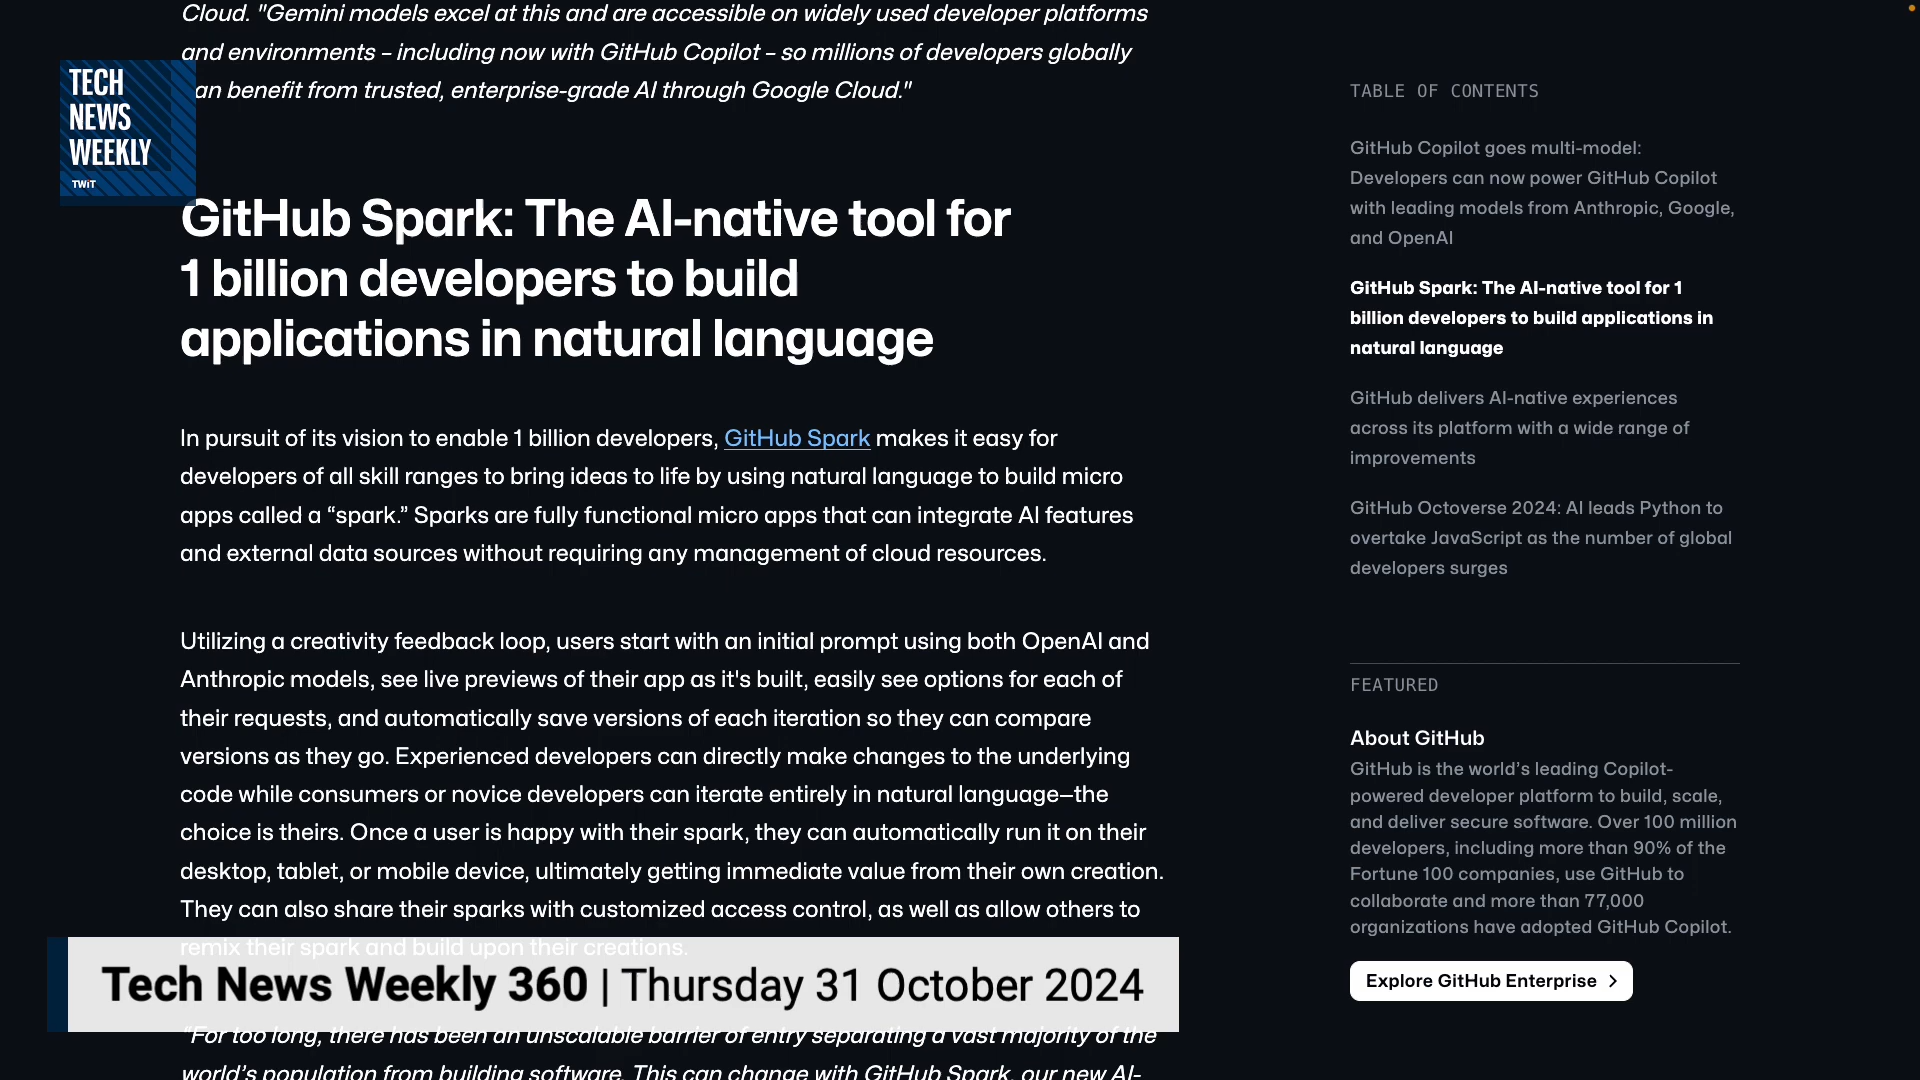 Cloud. "Gemini models excel at this and are accessible on widely used developer platforms
and environments – including now with GitHub Copilot – so millions of developers globally
an benefit from trusted, enterprise-grade AI through Google Cloud."
TECH
NEWS
WEEKLY
TWiT
GitHub Spark: The AI-native tool for
1 billion developers to build
applications in natural language
In pursuit of its vision to enable 1 billion developers, GitHub Spark makes it easy for
developers of all skill ranges to bring ideas to life by using natural language to build micro
apps called a “spark.” Sparks are fully functional micro apps that can integrate AI features
and external data sources without requiring any management of cloud resources.
Utilizing a creativity feedback loop, users start with an initial prompt using both OpenAI and
Anthropic models, see live previews of their app as it's built, easily see options for each of
their requests, and automatically save versions of each iteration so they can compare
versions as they go. Experienced developers can directly make changes to the underlying
code while consumers or novice developers can iterate entirely in natural language—the
choice is theirs. Once a user is happy with their spark, they can automatically run it on their
desktop, tablet, or mobile device, ultimately getting immediate value from their own creation.
They can also share their sparks with customized access control, as well as allow others to
remix their spark and build upon their creations.
Tech News Weekly 360 | Thursday 31 October 2024
"For too long, there has been an unscalable barrier of entry separating a vast majority of the
world’s population from building software. This can change with GitHub Spark, our new AI-
TABLE OF CONTENTS
GitHub Copilot goes multi-model:
Developers can now power GitHub Copilot
with leading models from Anthropic, Google,
and OpenAI
GitHub Spark: The AI-native tool for 1
billion developers to build applications in
natural language
GitHub delivers AI-native experiences
across its platform with a wide range of
improvements
GitHub Octoverse 2024: AI leads Python to
overtake JavaScript as the number of global
developers surges
FEATURED
About GitHub
GitHub is the world’s leading Copilot-
powered developer platform to build, scale,
and deliver secure software. Over 100 million
developers, including more than 90% of the
Fortune 100 companies, use GitHub to
collaborate and more than 77,000
organizations have adopted GitHub Copilot.
Explore GitHub Enterprise